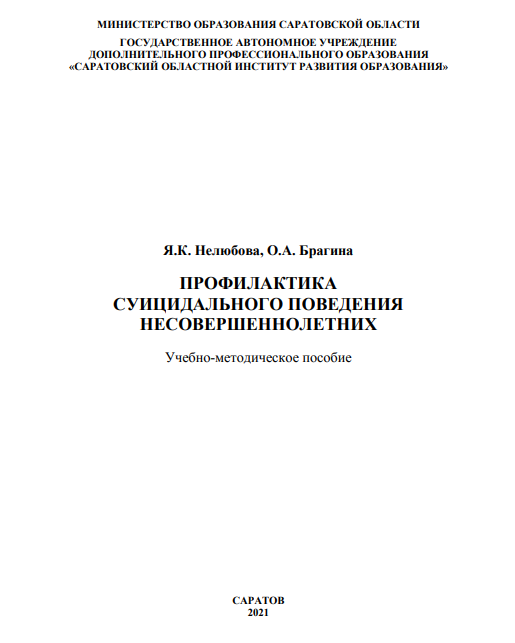 МИНИСТЕРСТВО ОБРАЗОВАНИЯ САРАТОВСКОЙ ОБЛАСТИ
ГОСУДАРСТВЕННОЕ АВТОНОМНОЕ УЧРЕЖДЕНИЕ
ДОПОЛНИТЕЛЬНОГО ПРОФЕССИОНАЛЬНОГО ОБРАЗОВАНИЯ
«САРАТОВСКИЙ ОБЛАСТНОЙ ИНСТИТУТ РАЗВИТИЯ ОБРАЗОВАНИЯ»
Я.К. Нелюбова, О.А. Брагина
ПРОФИЛАКТИКА
СУИЦИДАЛЬНОГО ПОВЕДЕНИЯ
НЕСОВЕРШЕННОЛЕТНИХ
Учебно-методическое пособие
САРАТОВ
2021